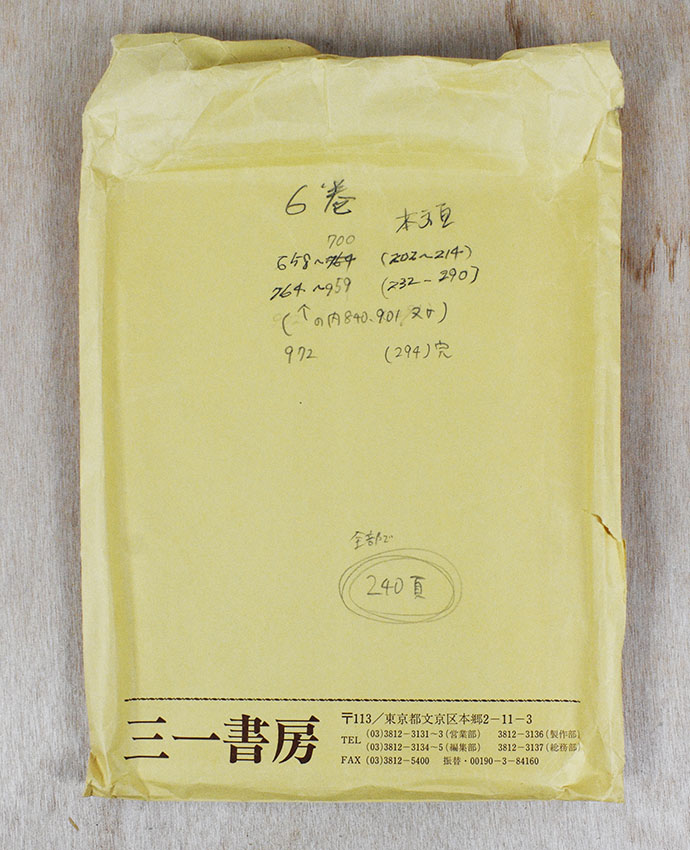 6巻 本文頁
700
658〜764 (202〜214)
764〜959 (232-290)
(↑の内840、901 ヌケ)
972 (294)完
全部で
240頁
三一書房
〒113／東京都文京区本郷2－11－3
TEL (03)3812－3131～3(営業部) 3812－3136(製作部)
(03)3812－3134～5(編集部) 3812－3137(総務部)
FAX (03)3812－5400 振替・00190－3－84160